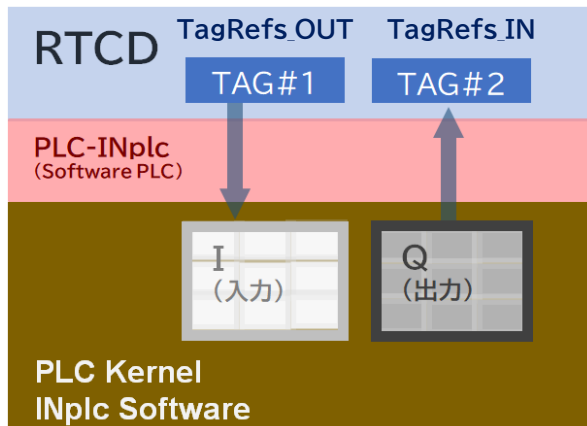 RTCD
TagRefs_OUT
TagRefs_IN
TAG#1
TAG#2
PLC-INplc
(Software PLC)
I
(入力)
Q
(出力)
PLC Kernel
INplc Software